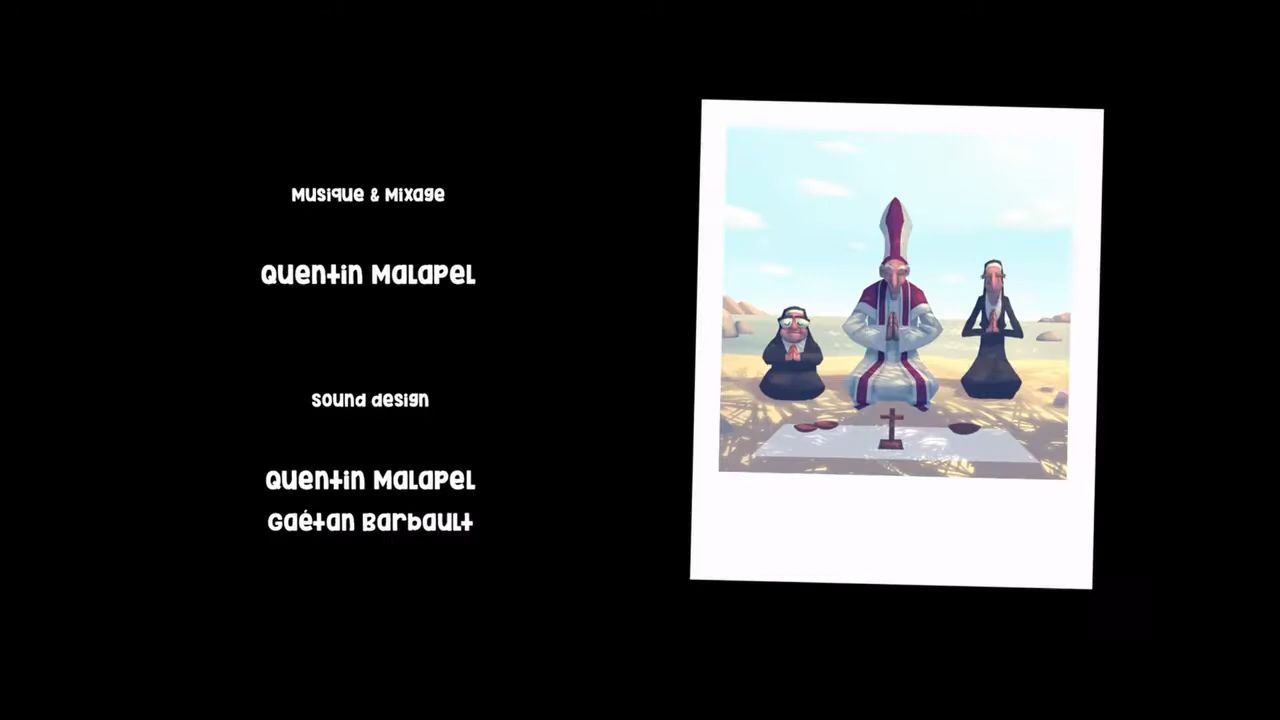 Musique & Mixage
Quentin Malapel
sound design
Quentin Malapel
Gaétan Barbault